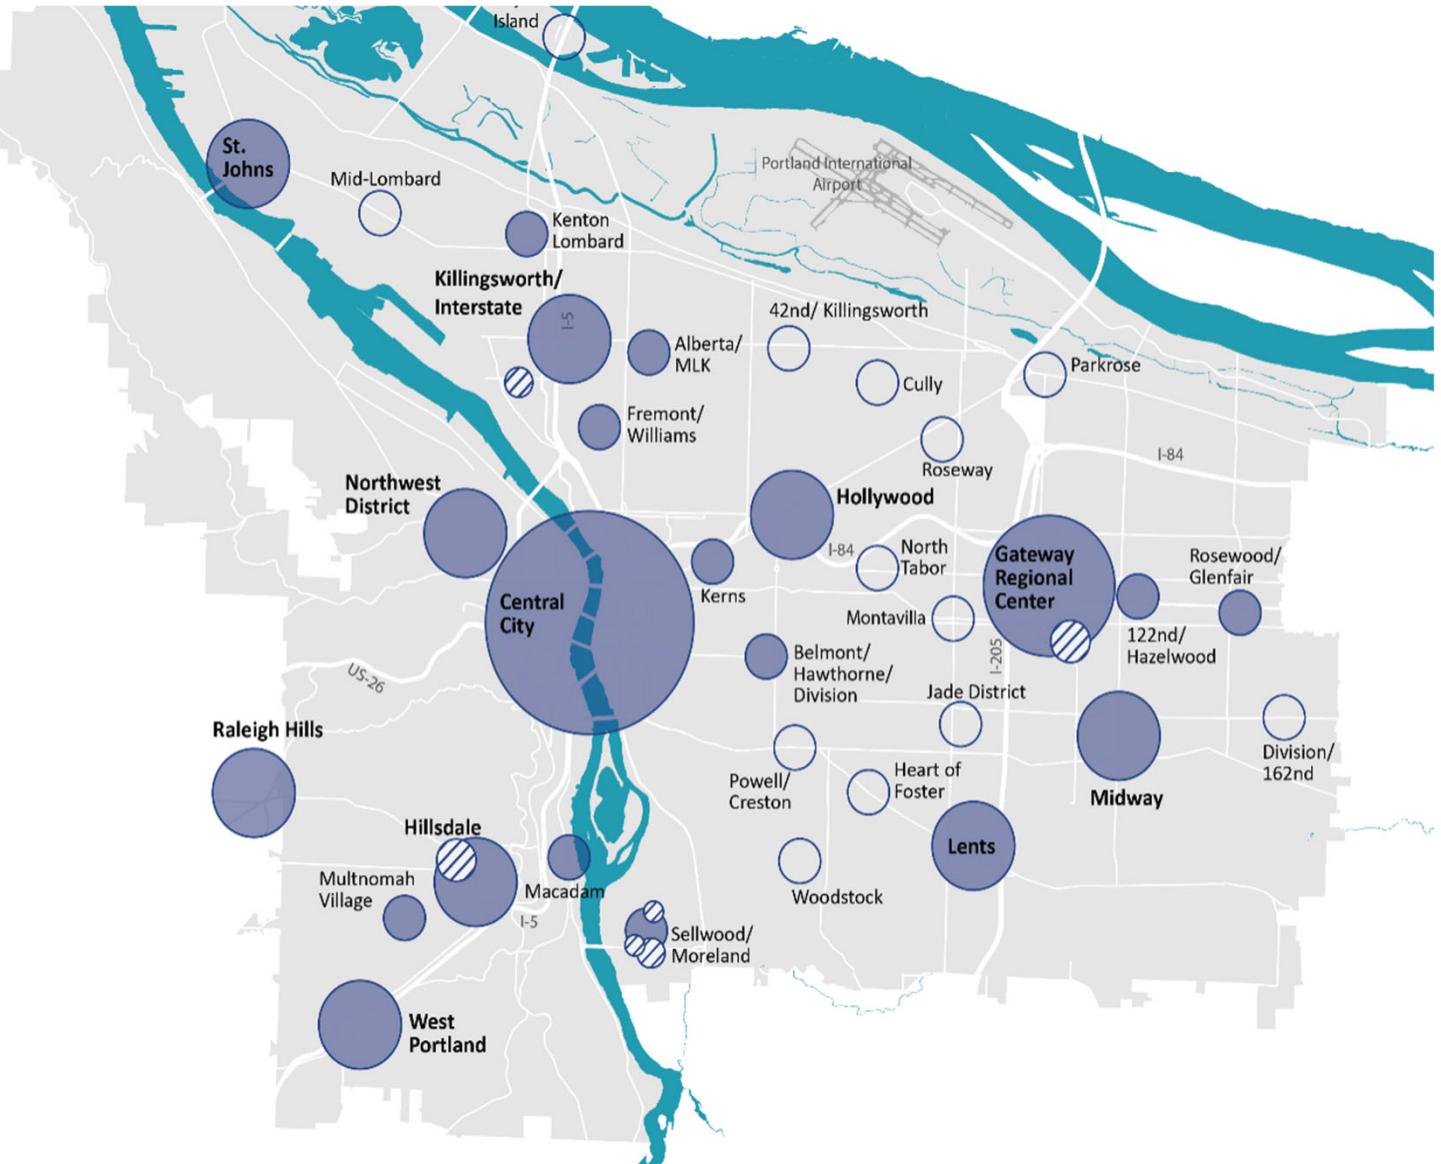 Island
St.
Johns
Mid-Lombard
Portland International
Airport
Kenton
Lombard
Killingsworth/
Interstate
I-5
42nd/ Killingsworth
Alberta/
MLK
Parkrose
Cully
Fremont/
Williams
Roseway
I-84
Northwest
District
Hollywood
I-84
North
Tabor
Gateway
Regional
Center
Rosewood/
Glenfair
Kerns
Central
City
Montavilla
122nd/
Hazelwood
I-205
US-26
Belmont/
Hawthorne/
Division
Jade District
Raleigh Hills
Division/
162nd
Powell/
Creston
Heart of
Foster
Midway
Hillsdale
Lents
Multnomah
Village
Macadam
Woodstock
I-5
Sellwood/
Moreland
West
Portland